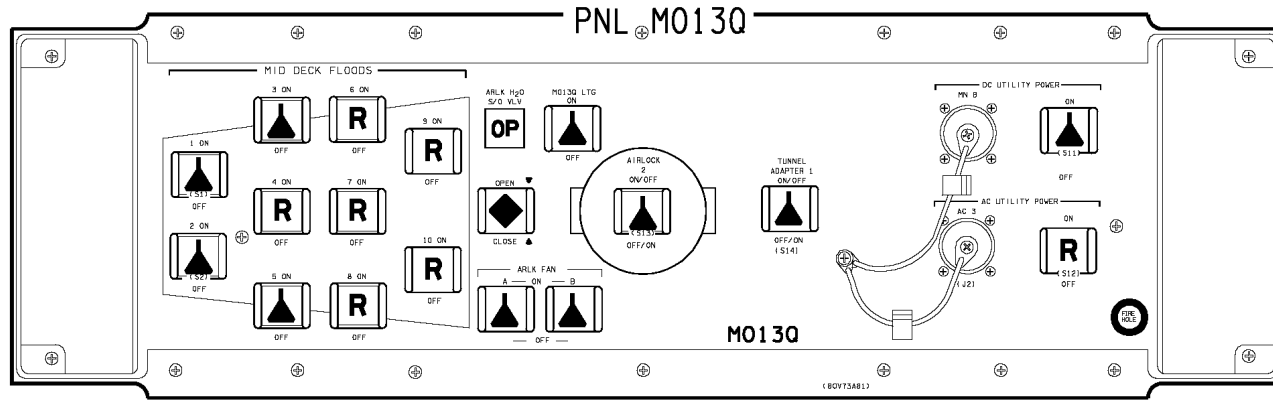 PNL MO13Q
MID DECK FLOODS
3 ON
OFF
6 ON
R
OFF
9 ON
R
OFF
1 ON
(S1)
OFF
4 ON
R
OFF
7 ON
R
OFF
2 ON
(S2)
OFF
10 ON
R
OFF
5 ON
OFF
8 ON
R
OFF
ARLK H2O
S/O VLV
OP
MO13Q LTG
ON
OFF
OPEN
CLOSE
AIRLOCK
2
ON/OFF
(S13)
OFF/ON
TUNNEL
ADAPTER 1
ON/OFF
OFF/ON
(S14)
ARLK FAN
A — ON — B
OFF
MO13Q
DC UTILITY POWER
MN B
ON
(S11)
OFF
AC UTILITY POWER
AC 3
(J2)
ON
R
(S12)
OFF
FIRE
HOLE
(80V73A81)